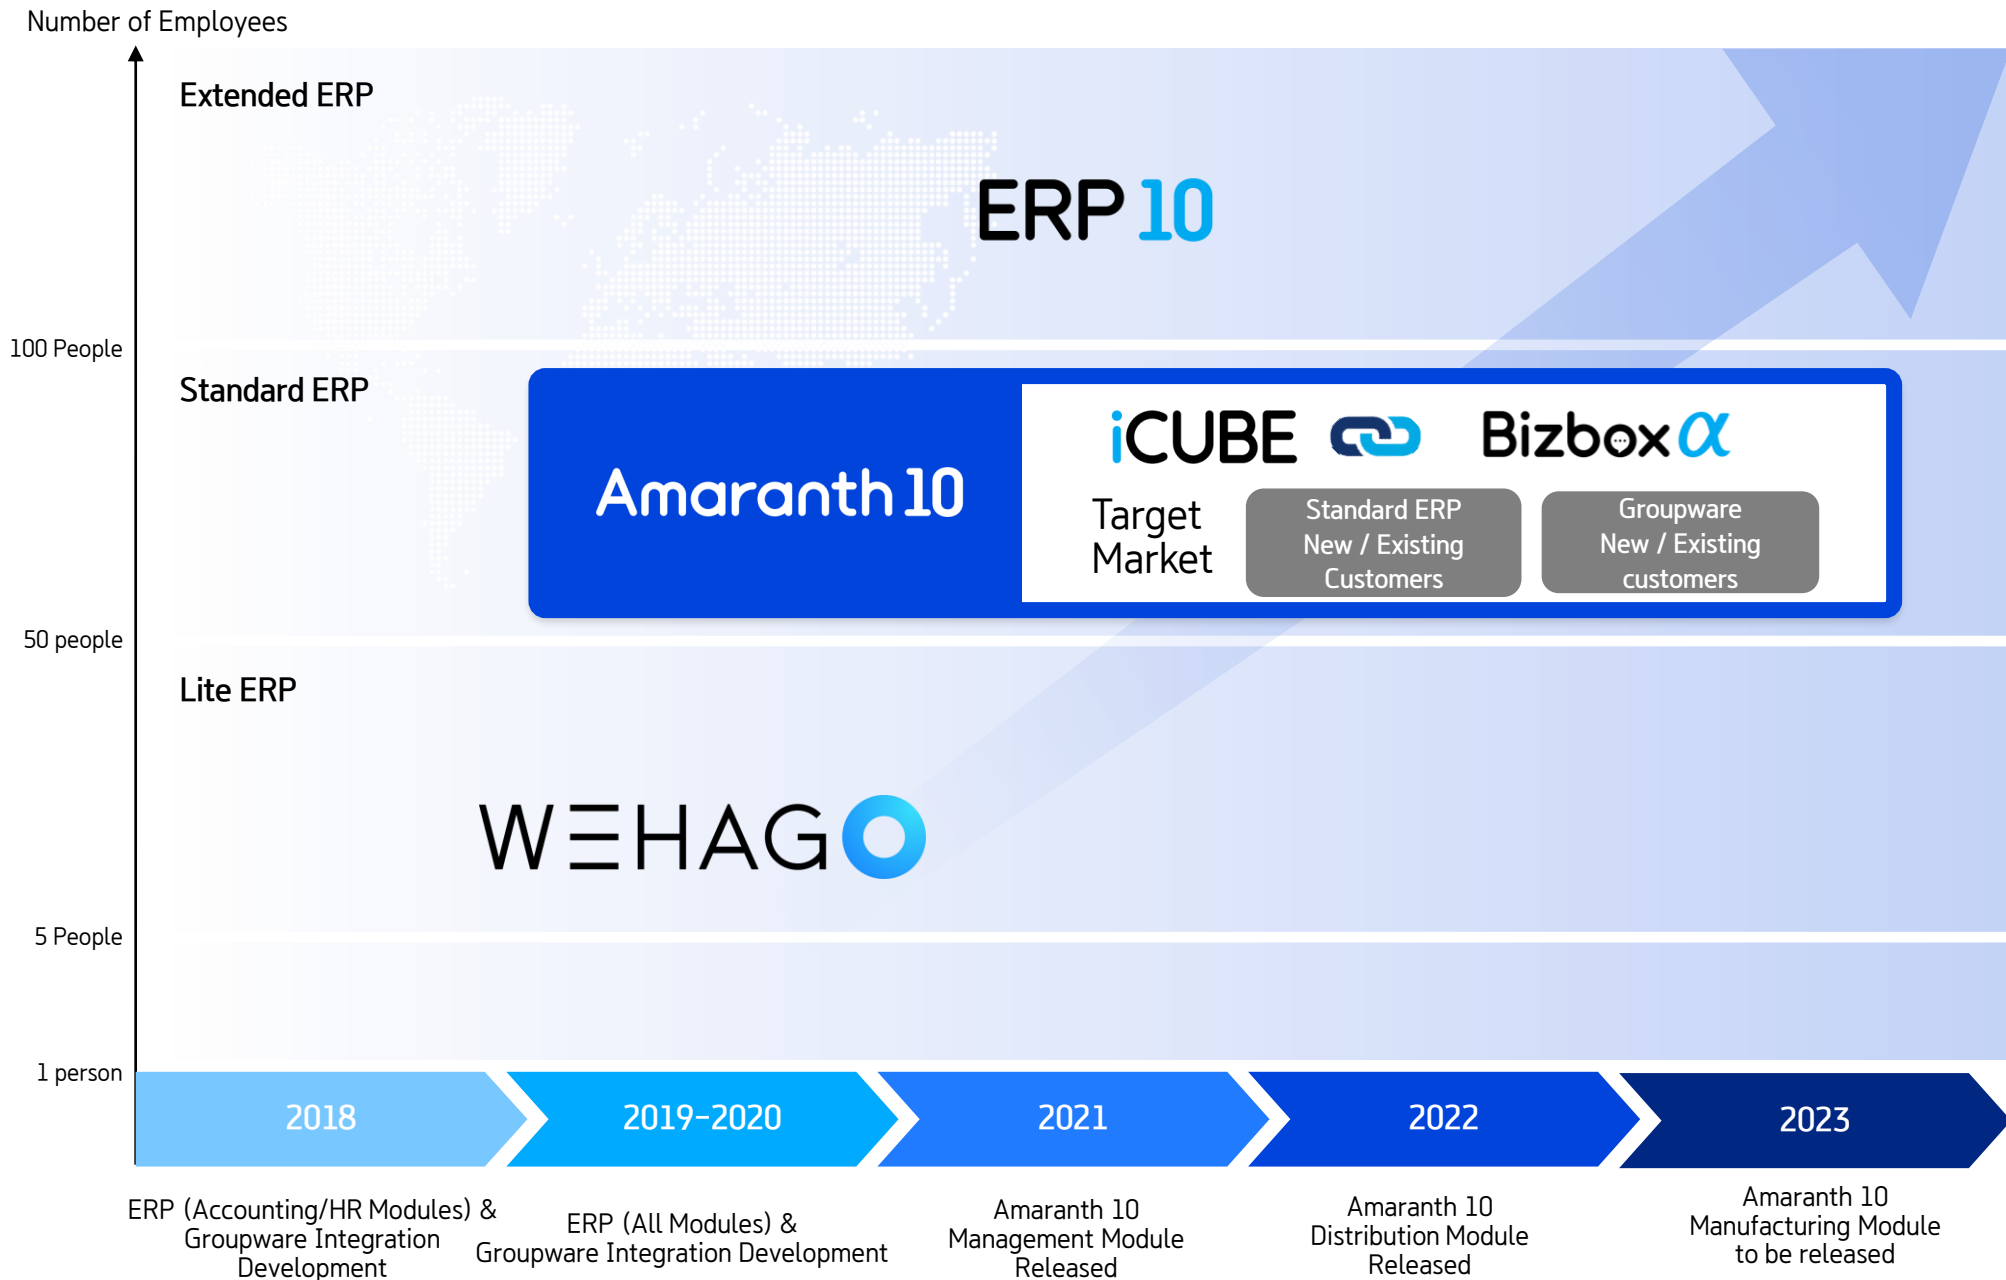 Number of Employees
Extended ERP
ERP 10
100 People
Standard ERP
Amaranth 10
iCUBE
Bizbox α
Target
Market
Standard ERP
New / Existing
Customers
Groupware
New / Existing
customers
50 people
Lite ERP
WEHAGO
5 People
1 person
2018
2019-2020
2021
2022
2023
ERP (Accounting/HR Modules) &
Groupware Integration
Development
ERP (All Modules) &
Groupware Integration Development
Amaranth 10
Management Module
Released
Amaranth 10
Distribution Module
Released
Amaranth 10
Manufacturing Module
to be released